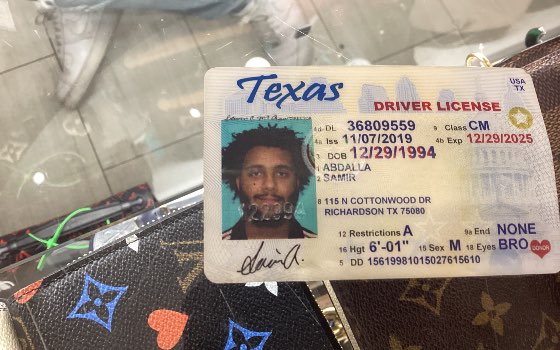 Texas
USA
TX
DRIVER LICENSE
4d DL 36809559 9 Class CM
4a Iss 11/07/2019 4b Exp 12/29/2025
3 DOB 12/29/1994
1 ABDALLA
2 SAMIR
8 115 N COTTONWOOD DR
RICHARDSON TX 75080
12 Restrictions A 9a End NONE
16 Hgt 6'-01" 15 Sex M 18 Eyes BRO
DONOR
5 DD 15619981015027615610